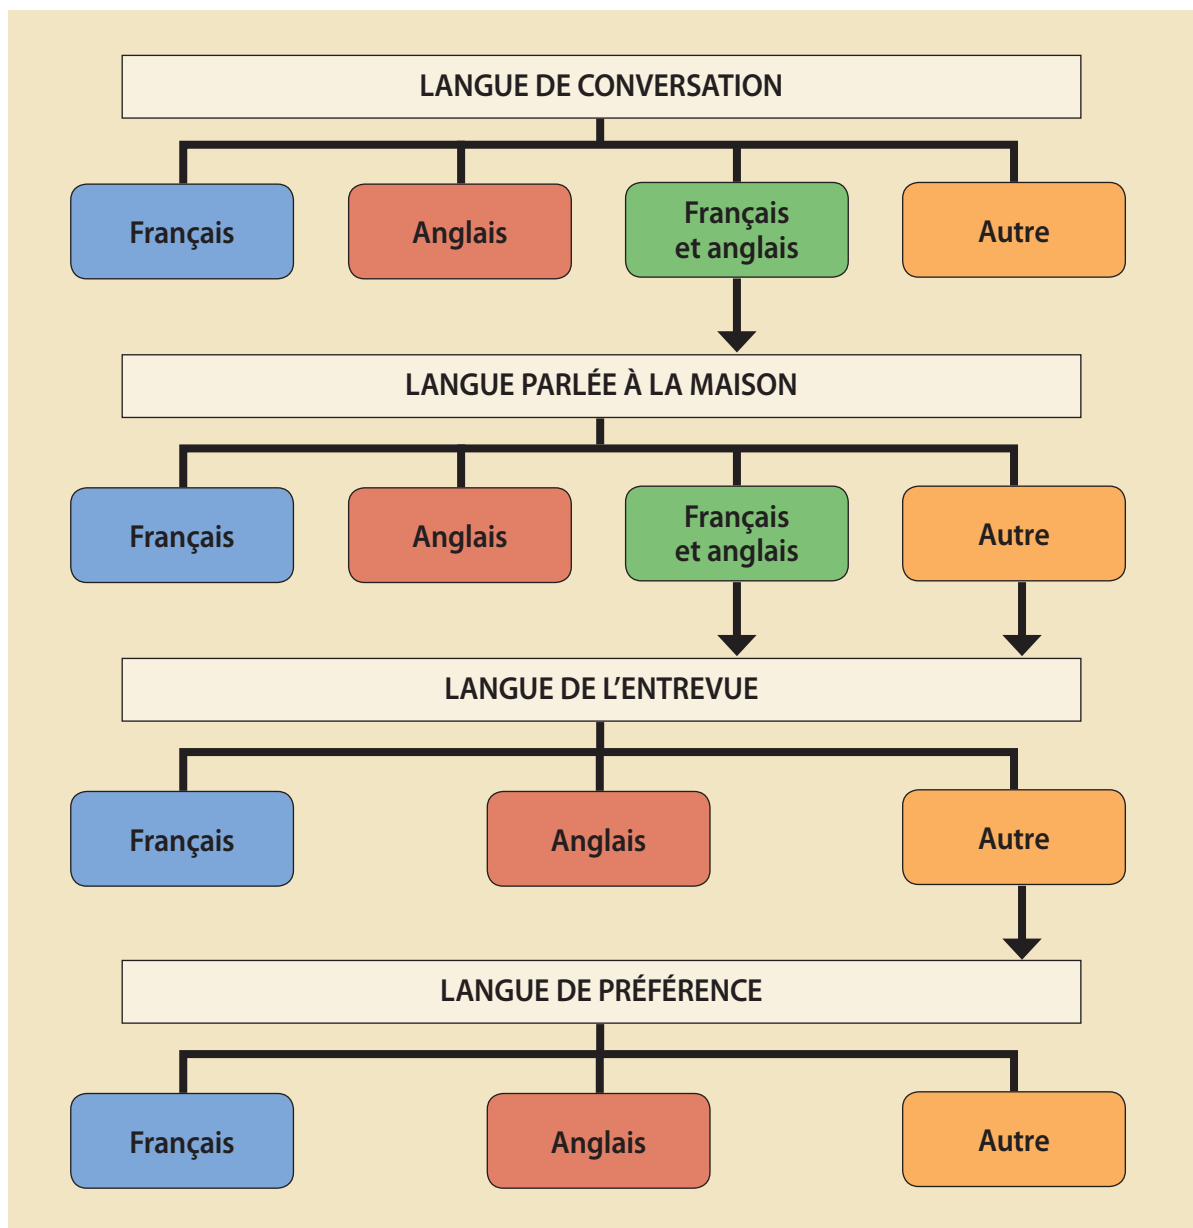 LANGUE DE CONVERSATION
Français
Anglais
Français
et anglais
Autre
LANGUE PARLÉE À LA MAISON
Français
Anglais
Français
et anglais
Autre
LANGUE DE L’ENTREVUE
Français
Anglais
Autre
LANGUE DE PRÉFÉRENCE
Français
Anglais
Autre